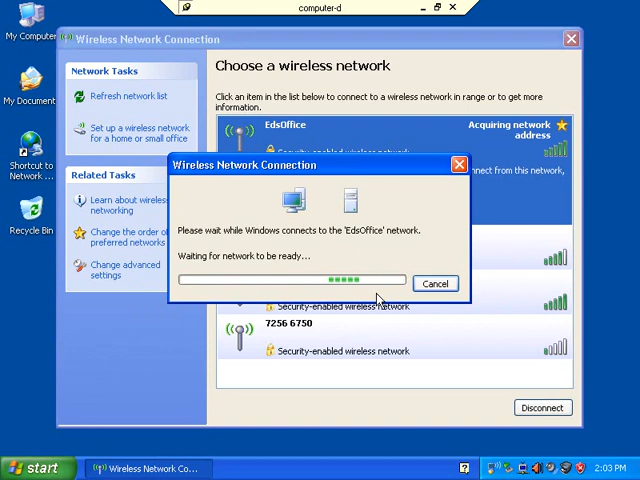 computer-d
My Computer
My Document
Shortcut to
Network ...
Recycle Bin
Wireless Network Connection
Network Tasks
Refresh network list
Set up a wireless network
for a home or small office
Related Tasks
Learn about wireless
networking
Change the order o
preferred networks
Change advanced
settings
Choose a wireless network
Click an item in the list below to connect to a wireless network in range or to get more
information.
EdsOffice
Acquiring network
address
Security-enabled wireless network
nnect from this network,
Wireless Network Connection
Please wait while Windows connects to the 'EdsOffice' network.
Waiting for network to be ready...
Cancel
Security-enabled wireless network
7256 6750
Security-enabled wireless network
Disconnect
start
Wireless Network Co...
2:03 PM